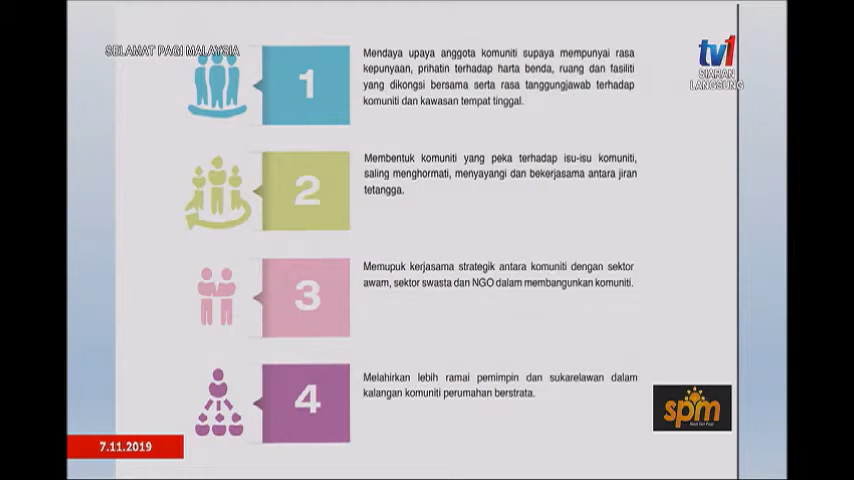 SELAMAT PAGI MALAYSIA
tv1
SIARAN
LANGSUNG
1
Mendaya upaya anggota komuniti supaya mempunyai rasa
kepunyaan, prihatin terhadap harta benda, ruang dan fasiliti
yang dikongsi bersama serta rasa tanggungjawab terhadap
komuniti dan kawasan tempat tinggal.
2
Membentuk komuniti yang peka terhadap isu-isu komuniti,
saling menghormati, menyayangi dan bekerjasama antara jiran
tetangga.
3
Memupuk kerjasama strategik antara komuniti dengan sektor
awam, sektor swasta dan NGO dalam membangunkan komuniti.
4
Melahirkan lebih ramai pemimpin dan sukarelawan dalam
kalangan komuniti perumahan berstrata.
spm
7.11.2019